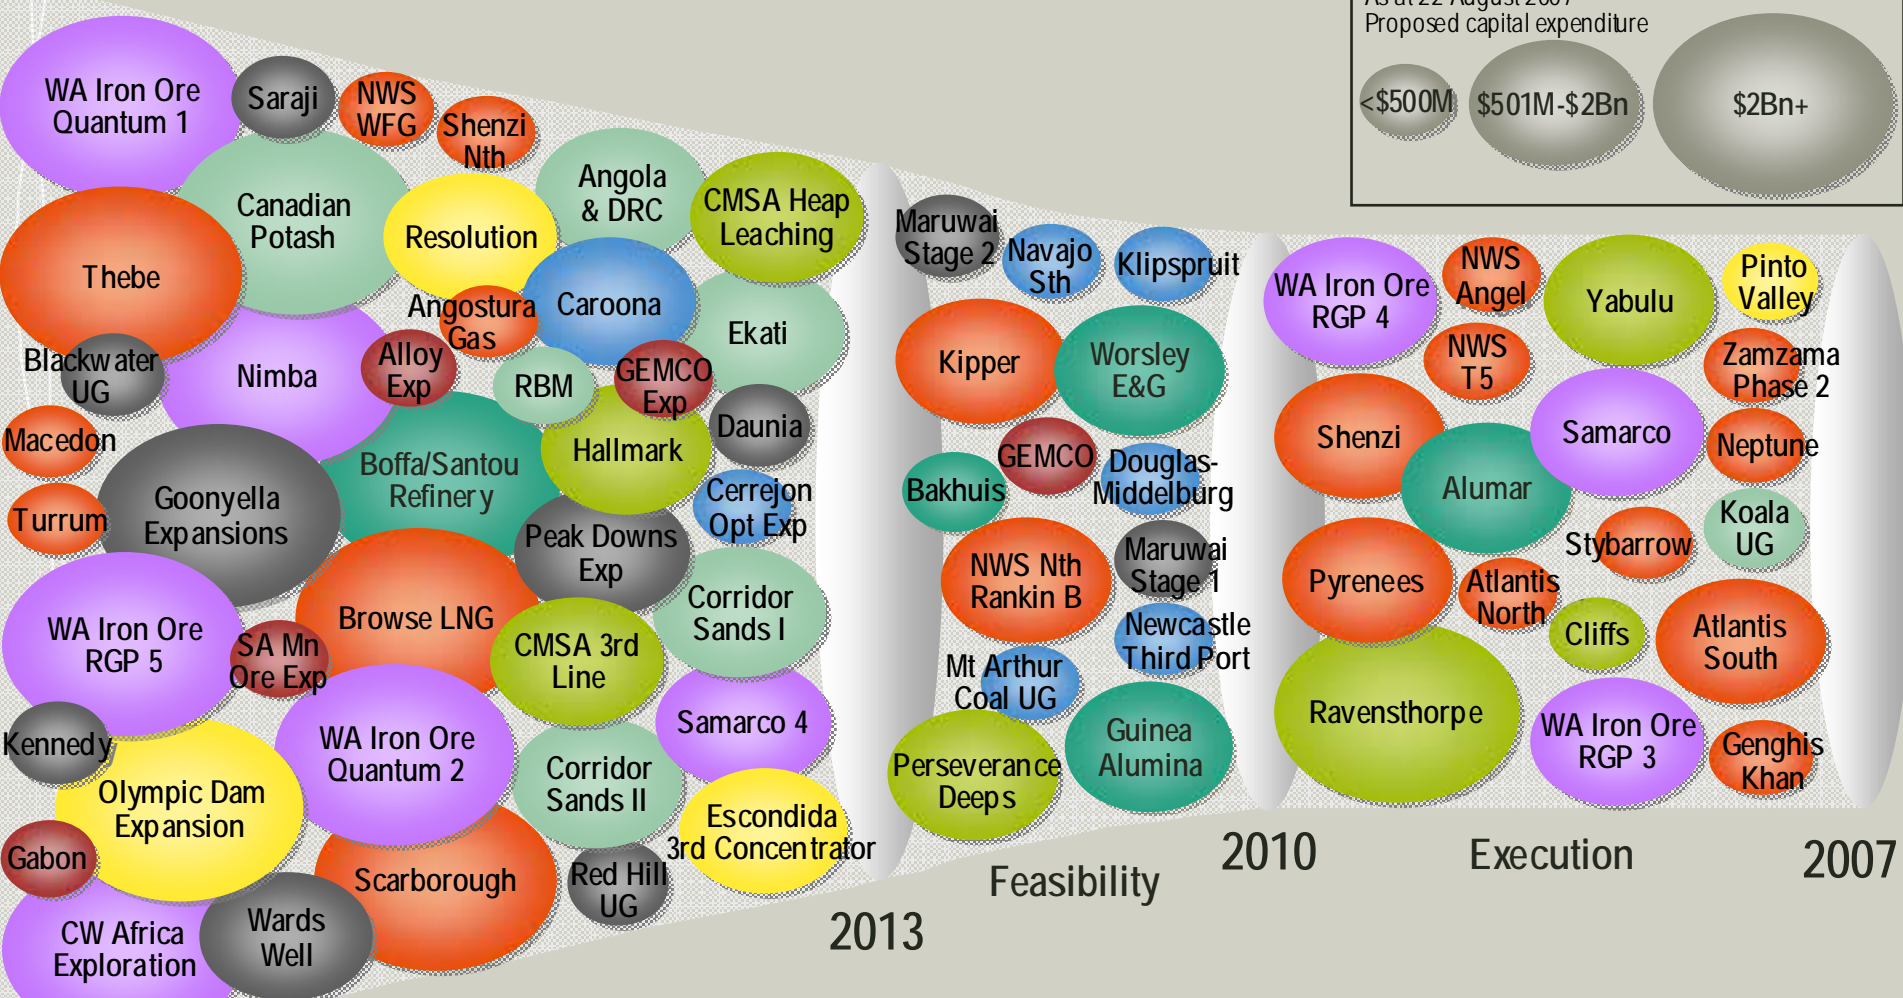 As at 22 August 2007
Proposed capital expenditure
<$500M
$501M-$2Bn
$2Bn+
WA Iron Ore
Quantum 1
Saraji
NWS
WFG
Shenzi
Nth
Canadian
Potash
Resolution
Angola
& DRC
CMSA Heap
Leaching
Thebe
Angostura
Gas
Caroona
Ekati
Blackwater
UG
Nimba
Alloy
Exp
RBM
GEMCO
Exp
Daunia
Macedon
Hallmark
Boffa/Santou
Refinery
Goonyella
Expansions
Turrum
Cerrejon
Opt Exp
Peak Downs
Exp
Browse LNG
Corridor
Sands I
WA Iron Ore
RGP 5
SA Mn
Ore Exp
CMSA 3rd
Line
Samarco 4
Kennedy
WA Iron Ore
Quantum 2
Corridor
Sands II
Olympic Dam
Expansion
Escondida
3rd Concentrator
Gabon
Scarborough
Red Hill
UG
CW Africa
Exploration
Wards
Well
2013
Maruwai
Stage 2
Navajo
Sth
Klipspruit
Kipper
Worsley
E&G
GEMCO
Douglas-
Middelburg
Bakhuis
NWS Nth
Rankin B
Maruwai
Stage 1
Newcastle
Third Port
Mt Arthur
Coal UG
Guinea
Alumina
Perseverance
Deeps
Feasibility
2010
WA Iron Ore
RGP 4
NWS
Angel
Yabulu
Pinto
Valley
NWS
T5
Zamzama
Phase 2
Shenzi
Samarco
Neptune
Alumar
Koala
UG
Stybarrow
Pyrenees
Atlantis
North
Cliffs
Atlantis
South
Ravensthorpe
WA Iron Ore
RGP 3
Genghis
Khan
Execution
2007